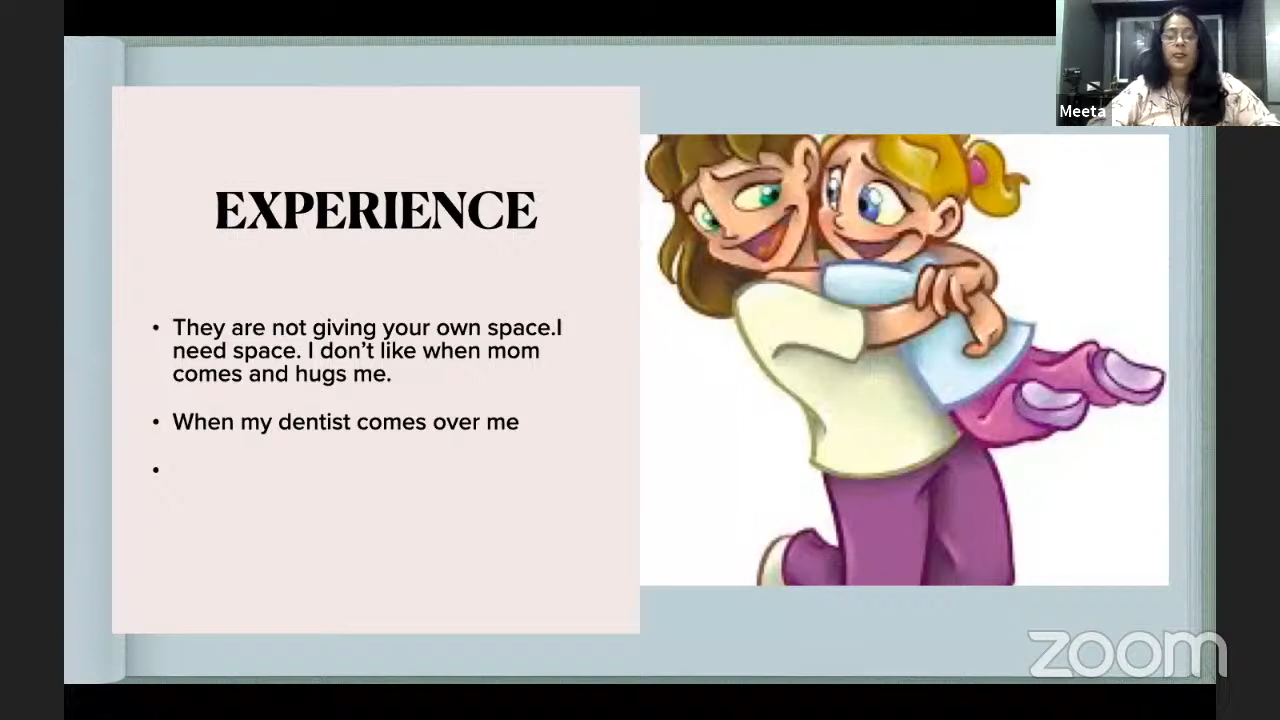 Meeta
EXPERIENCE
• They are not giving your own space.I
need space. I don’t like when mom
comes and hugs me.
• When my dentist comes over me
•
zoom